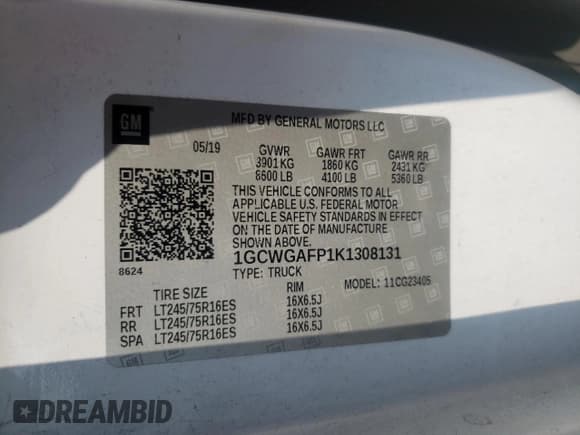 GM
MFD BY GENERAL MOTORS LLC
05/19 GVWR GAWR FRT GAWR RR
3901 KG 1860 KG 2431 KG
8600 LB 4100 LB 5360 LB
THIS VEHICLE CONFORMS TO ALL
APPLICABLE U.S. FEDERAL MOTOR
VEHICLE SAFETY STANDARDS IN EFFECT
ON THE DATE OF MANUFACTURE
SHOWN ABOVE.
8624
1GCWGAFP1K1308131
TYPE: TRUCK MODEL: 11CG23405
TIRE SIZE RIM
FRT LT245/75R16ES 16X6.5J
RR LT245/75R16ES 16X6.5J
SPA LT245/75R16ES 16X6.5J
DREAMBID